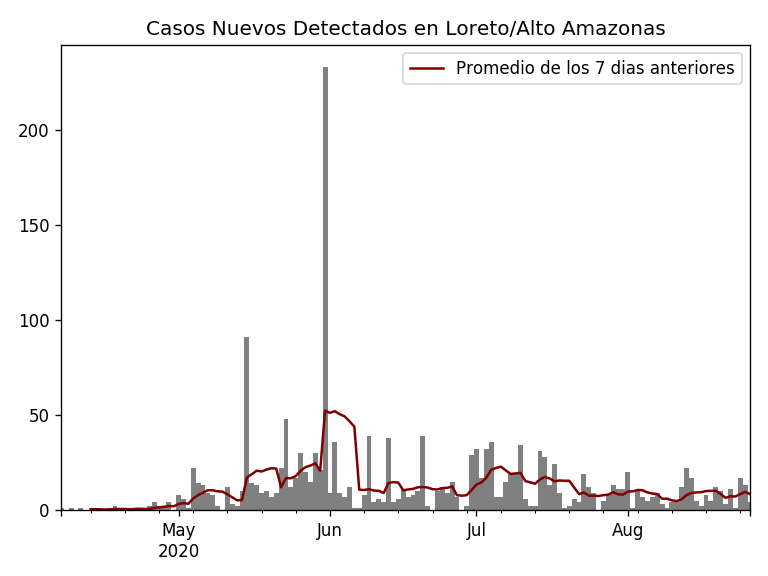 Casos Nuevos Detectados en Loreto/Alto Amazonas
Promedio de los 7 dias anteriores
200
150
100
50
0
May
2020
Jun
Jul
Aug